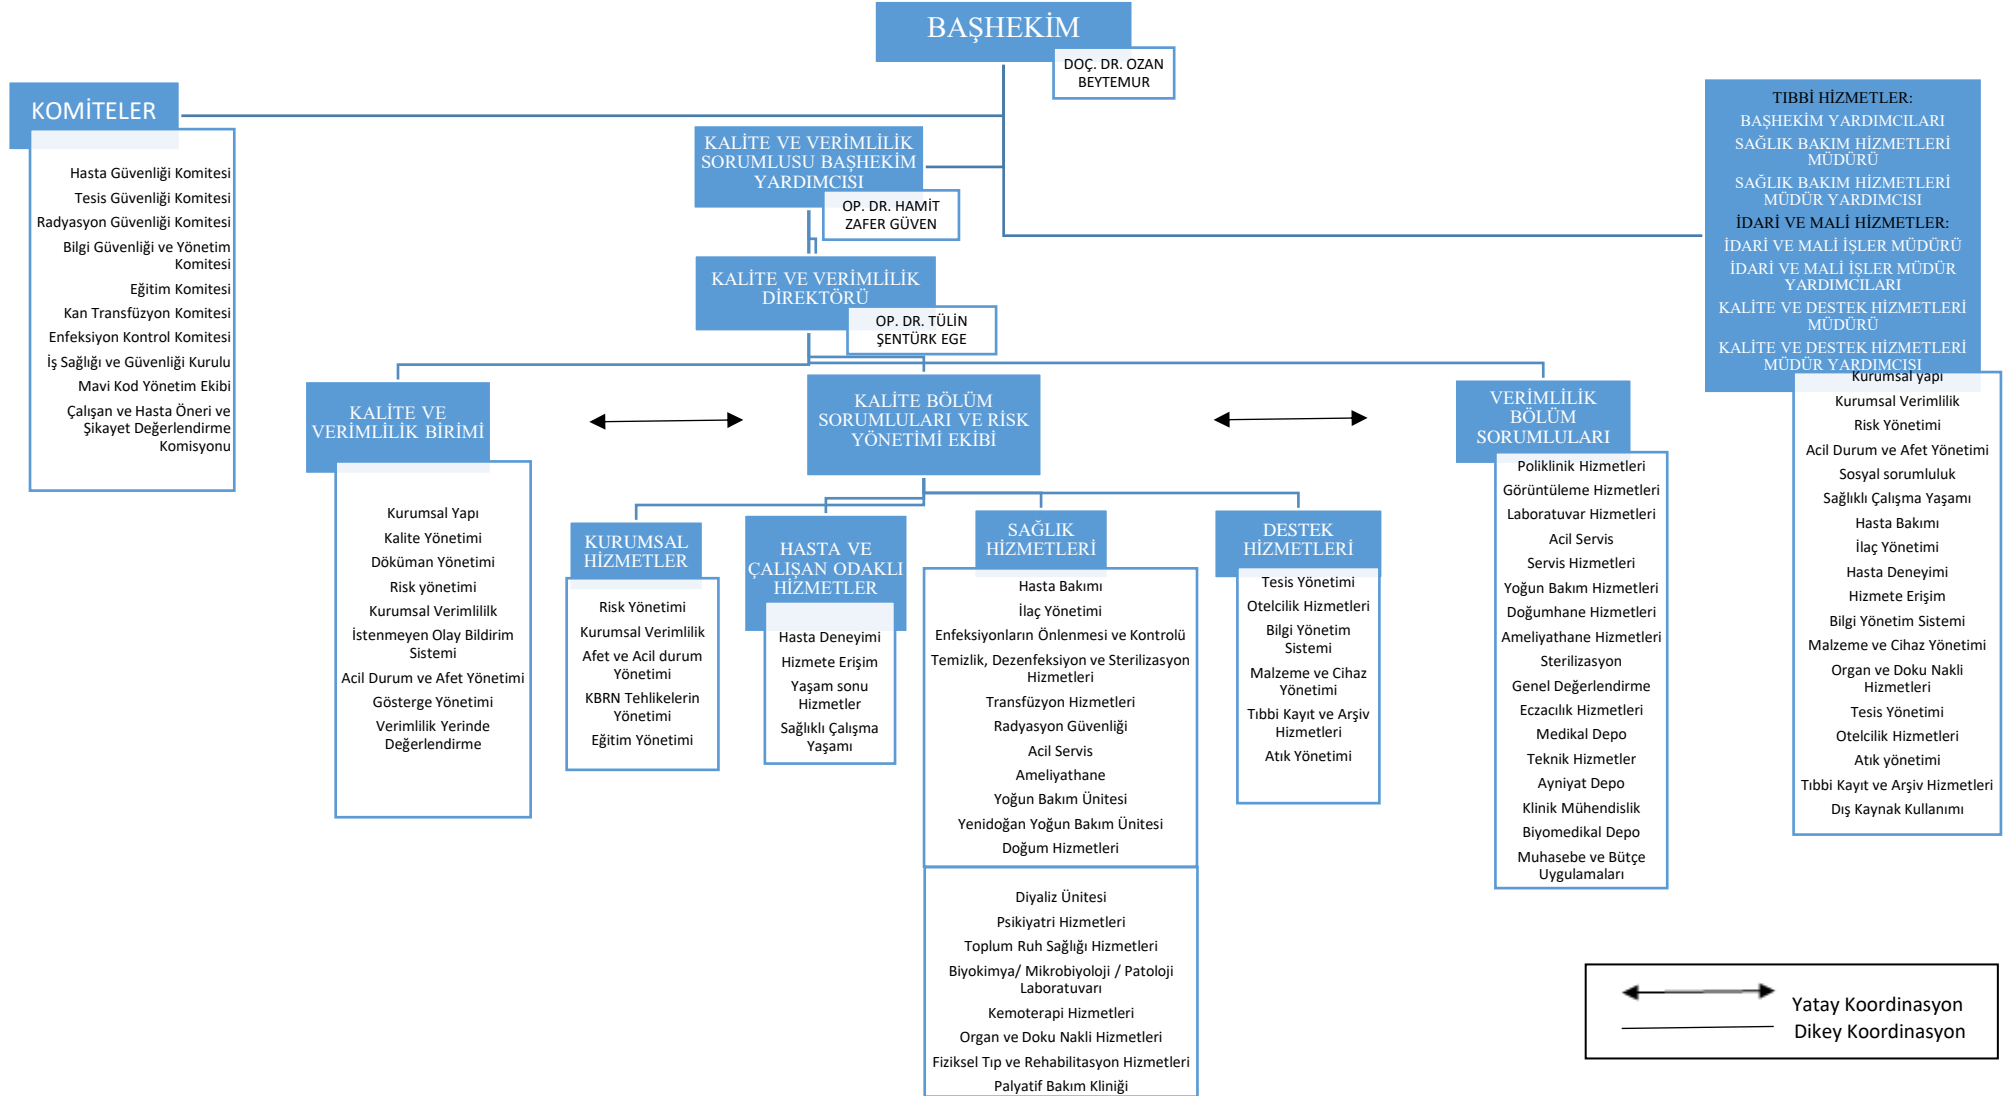 BAŞHEKİM
DOÇ. DR. OZAN
BEYTEMUR
KOMİTELER
Hasta Güvenliği Komitesi
Tesis Güvenliği Komitesi
Radyasyon Güvenliği Komitesi
Bilgi Güvenliği ve Yönetim
Komitesi
Eğitim Komitesi
Kan Transfüzyon Komitesi
Enfeksiyon Kontrol Komitesi
İş Sağlığı ve Güvenliği Kurulu
Mavi Kod Yönetim Ekibi
Çalışan ve Hasta Öneri ve
Şikayet Değerlendirme
Komisyonu
KALİTE VE VERİMLİLİK
SORUMLUSU BAŞHEKİM
YARDIMCISI
OP. DR. HAMİT
ZAFER GÜVEN
KALİTE VE VERİMLİLİK
DİREKTÖRÜ
OP. DR. TÜLİN
ŞENTÜRK EGE
TIBBİ HİZMETLER:
BAŞHEKİM YARDIMCILARI
SAĞLIK BAKIM HİZMETLERİ
MÜDÜRÜ
SAĞLIK BAKIM HİZMETLERİ
MÜDÜR YARDIMCISI
İDARİ VE MALİ HİZMETLER:
İDARİ VE MALİ İŞLER MÜDÜRÜ
İDARİ VE MALİ İŞLER MÜDÜR
YARDIMCILARI
KALİTE VE DESTEK HİZMETLERİ
MÜDÜRÜ
KALİTE VE DESTEK HİZMETLERİ
MÜDÜR YARDIMCISI
Kurumsal yapı
Kurumsal Verimlilik
Risk Yönetimi
Acil Durum ve Afet Yönetimi
Sosyal sorumluluk
Sağlıklı Çalışma Yaşamı
Hasta Bakımı
İlaç Yönetimi
Hasta Deneyimi
Hizmete Erişim
Bilgi Yönetim Sistemi
Malzeme ve Cihaz Yönetimi
Organ ve Doku Nakli
Hizmetleri
Tesis Yönetimi
Otelcilik Hizmetleri
Atık yönetimi
Tıbbi Kayıt ve Arşiv Hizmetleri
Dış Kaynak Kullanımı
KALİTE VE
VERİMLİLİK BİRİMİ
Kurumsal Yapı
Kalite Yönetimi
Döküman Yönetimi
Risk yönetimi
Kurumsal Verimlililk
İstenmeyen Olay Bildirim
Sistemi
Acil Durum ve Afet Yönetimi
Gösterge Yönetimi
Verimlilik Yerinde
Değerlendirme
KALİTE BÖLÜM
SORUMLULARI VE RİSK
YÖNETİMİ EKİBİ
VERİMLİLİK
BÖLÜM
SORUMLULARI
Poliklinik Hizmetleri
Görüntüleme Hizmetleri
Laboratuvar Hizmetleri
Acil Servis
Servis Hizmetleri
Yoğun Bakım Hizmetleri
Doğumhane Hizmetleri
Ameliyathane Hizmetleri
Sterilizasyon
Genel Değerlendirme
Eczacılık Hizmetleri
Medikal Depo
Teknik Hizmetler
Ayniyat Depo
Klinik Mühendislik
Biyomedikal Depo
Muhasebe ve Bütçe
Uygulamaları
KURUMSAL
HİZMETLER
Risk Yönetimi
Kurumsal Verimlilik
Afet ve Acil durum
Yönetimi
KBRN Tehlikelerin
Yönetimi
Eğitim Yönetimi
HASTA VE
ÇALIŞAN ODAKLI
HİZMETLER
Hasta Deneyimi
Hizmete Erişim
Yaşam sonu
Hizmetler
Sağlıklı Çalışma
Yaşamı
SAĞLIK
HİZMETLERİ
Hasta Bakımı
İlaç Yönetimi
Enfeksiyonların Önlenmesi ve Kontrolü
Temizlik, Dezenfeksiyon ve Sterilizasyon
Hizmetleri
Transfüzyon Hizmetleri
Radyasyon Güvenliği
Acil Servis
Ameliyathane
Yoğun Bakım Ünitesi
Yenidoğan Yoğun Bakım Ünitesi
Doğum Hizmetleri
Diyaliz Ünitesi
Psikiyatri Hizmetleri
Toplum Ruh Sağlığı Hizmetleri
Biyokimya/ Mikrobiyoloji / Patoloji
Laboratuvarı
Kemoterapi Hizmetleri
Organ ve Doku Nakli Hizmetleri
Fiziksel Tıp ve Rehabilitasyon Hizmetleri
Palyatif Bakım Kliniği
DESTEK
HİZMETLERİ
Tesis Yönetimi
Otelcilik Hizmetleri
Bilgi Yönetim
Sistemi
Malzeme ve Cihaz
Yönetimi
Tıbbi Kayıt ve Arşiv
Hizmetleri
Atık Yönetimi
Yatay Koordinasyon
Dikey Koordinasyon